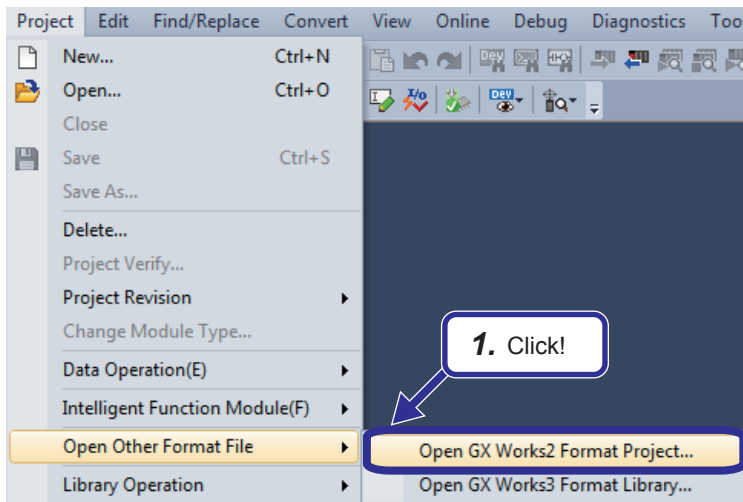 Project Edit Find/Replace Convert View Online Debug Diagnostics Too
New... Ctrl+N
Open... Ctrl+O
Close
Save Ctrl+S
Save As...
Delete...
Project Verify...
Project Revision
Change Module Type...
Data Operation(E)
Intelligent Function Module(F)
Open Other Format File
Library Operation
1. Click!
Open GX Works2 Format Project...
Open GX Works3 Format Library...